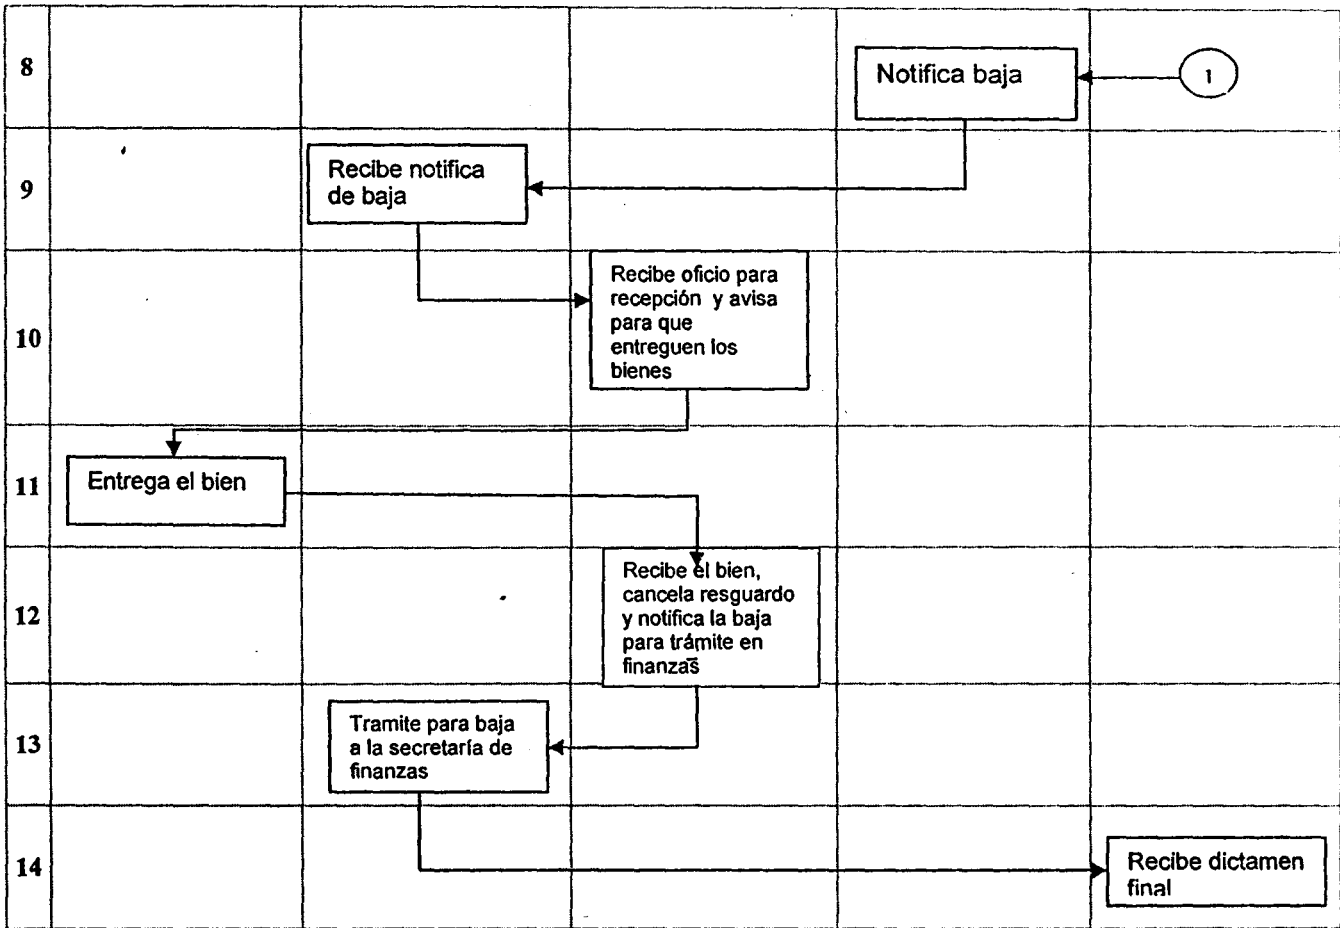 8
Notifica baja
1
9
Recibe notifica
de baja
10
Recibe oficio para
recepción y avisa
para que
entreguen los
bienes
11
Entrega el bien
12
Recibe el bien,
cancela resguardo
y notifica la baja
para trámite en
finanzas
13
Tramite para baja
a la secretaría de
finanzas
14
Recibe dictamen
final